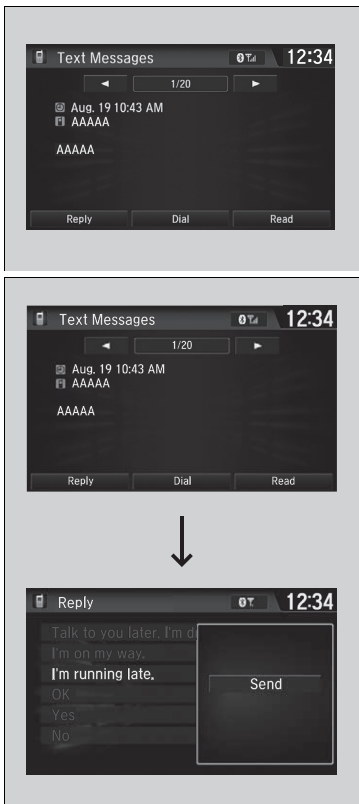 Text Messages 12:34
1/20
Aug. 19 10:43 AM
AAAAA
AAAAA
Reply Dial Read
Text Messages 12:34
1/20
Aug. 19 10:43 AM
AAAAA
AAAAA
Reply Dial Read
Reply 12:34
Talk to you later, I'm d
I'm on my way.
I'm running late.
Send
OK
Yes
No